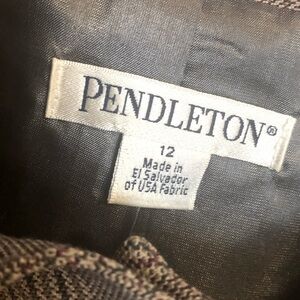 PENDLETON®
12
Made in
El Salvador
of USA Fabric